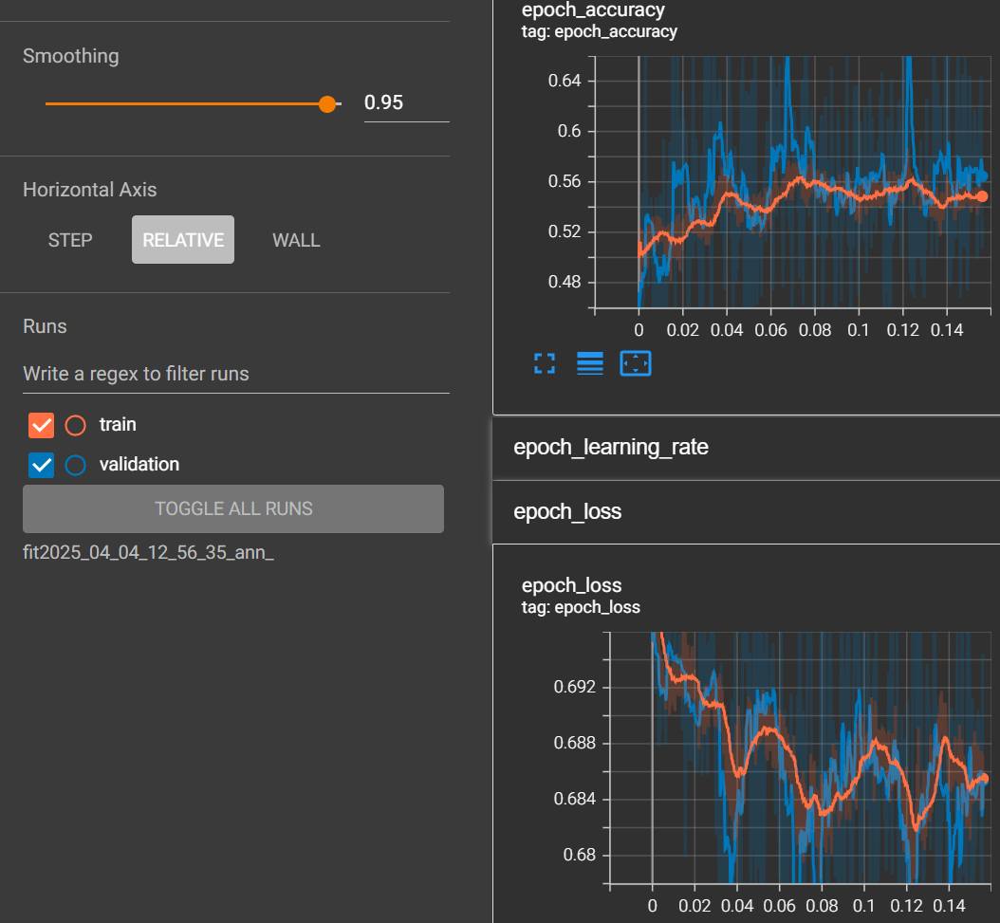 Smoothing
0.95
Horizontal Axis
STEP RELATIVE WALL
Runs
Write a regex to filter runs
train
validation
TOGGLE ALL RUNS
fit2025_04_04_12_56_35_ann_
epoch_accuracy
tag: epoch_accuracy
0.64
0.6
0.56
0.52
0.48
0 0.02 0.04 0.06 0.08 0.1 0.12 0.14
epoch_learning_rate
epoch_loss
epoch_loss
tag: epoch_loss
0.692
0.688
0.684
0.68
0 0.02 0.04 0.06 0.08 0.1 0.12 0.14